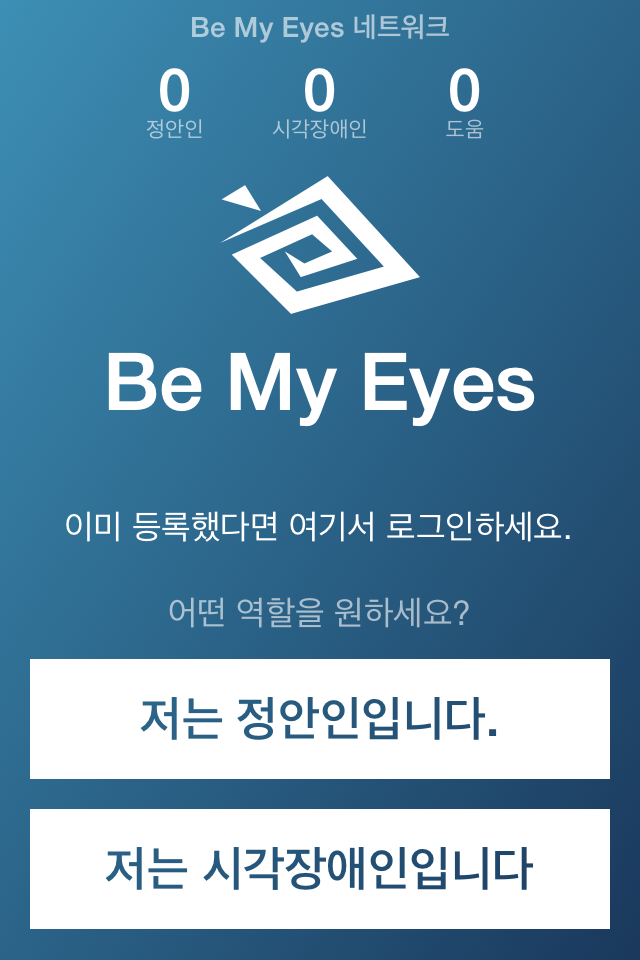 Be My Eyes 네트워크
0 0 0
정안인 시각장애인 도움
Be My Eyes
이미 등록했다면 여기서 로그인하세요.
어떤 역할을 원하세요?
저는 정안인입니다.
저는 시각장애인입니다